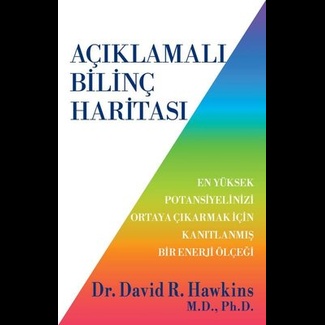 AÇIKLAMALI
BİLİNÇ
HARİTASI
EN YÜKSEK
POTANSİYELİNİZİ
ORTAYA ÇIKARMAK İÇİN
KANITLANMIŞ
BİR ENERJİ ÖLÇEĞİ
Dr. David R. Hawkins
M.D., Ph.D.